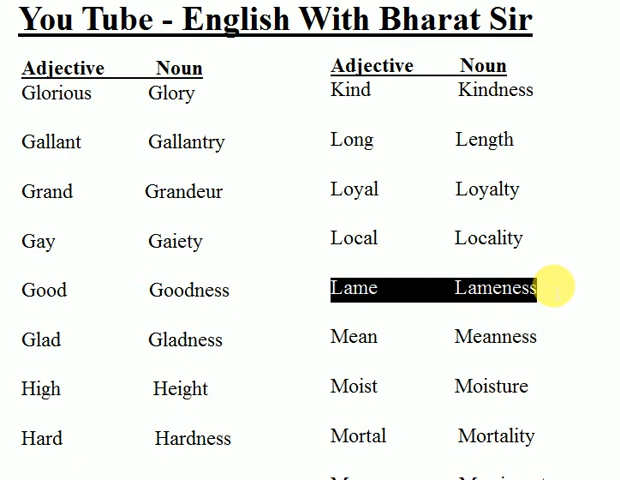 You Tube - English With Bharat Sir
Adjective Noun
Glorious Glory
Gallant Gallantry
Grand Grandeur
Gay Gaiety
Good Goodness
Glad Gladness
High Height
Hard Hardness
Adjective Noun
Kind Kindness
Long Length
Loyal Loyalty
Local Locality
Lame Lameness
Mean Meanness
Moist Moisture
Mortal Mortality